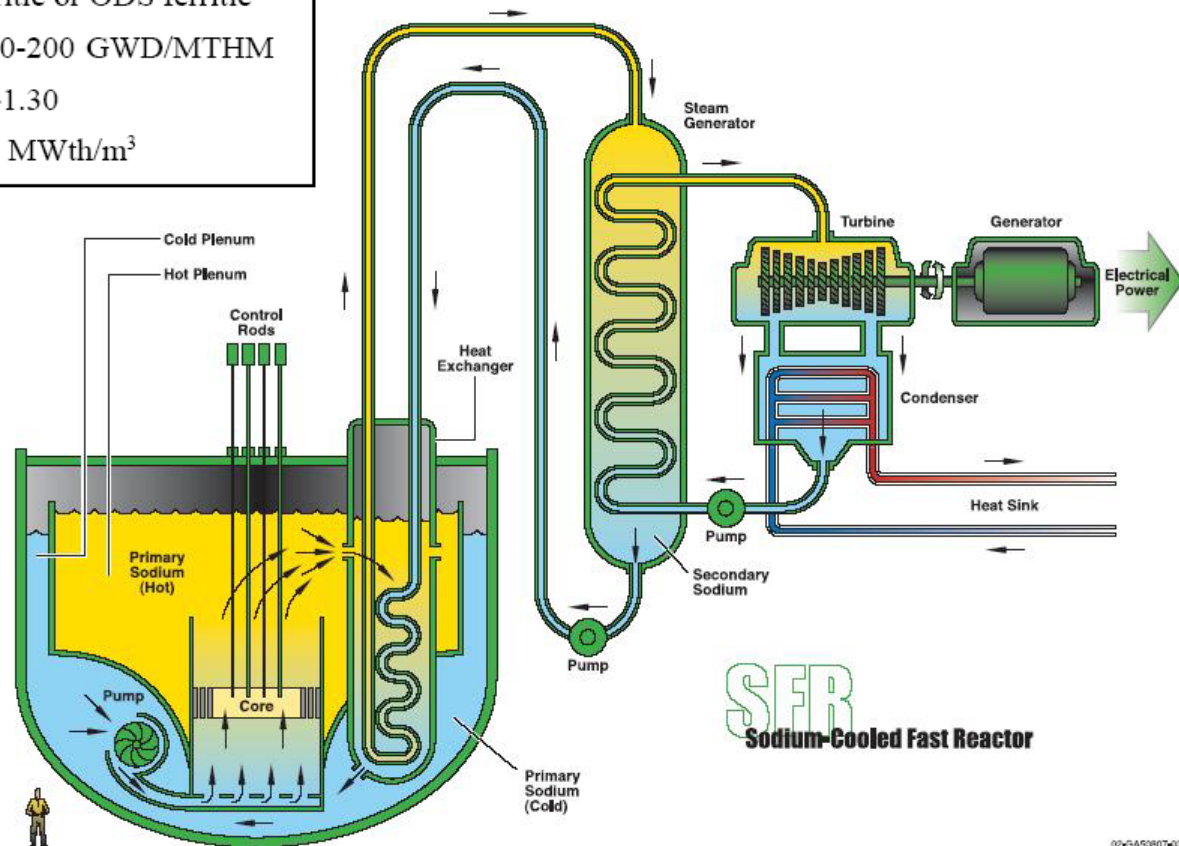 ODS ferritic
0-200 GWD/MTHM
1.30
MWth/m³
Steam
Generator
Cold Plenum
Hot Plenum
Turbine
Generator
Electrical
Power
Control
Rods
Heat
Exchanger
Condenser
Heat Sink
Pump
Primary
Sodium
(Hot)
Secondary
Sodium
Pump
Pump
Core
Primary
Sodium
(Cold)
SFR
Sodium-Cooled Fast Reactor